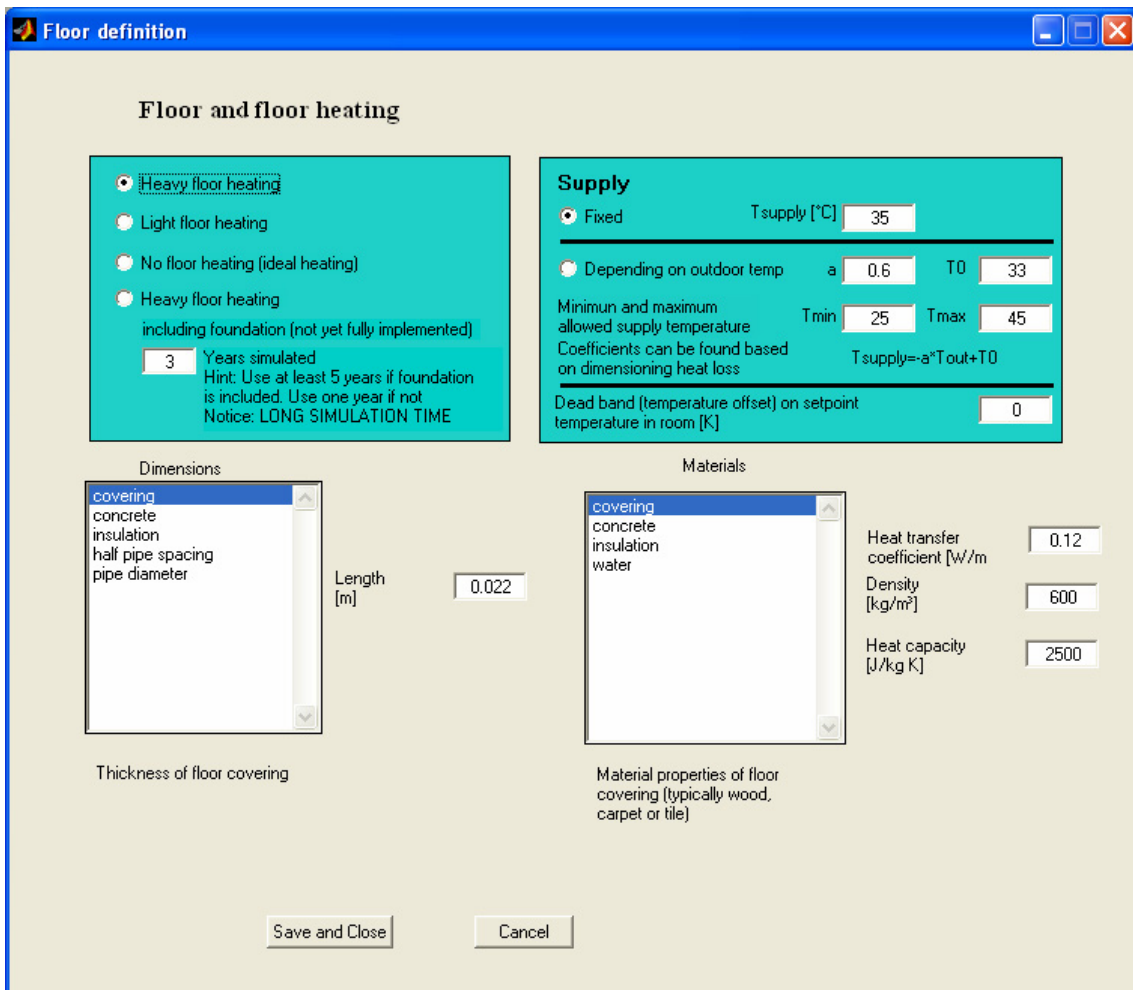 Floor definition
Floor and floor heating
Heavy floor heating
Light floor heating
No floor heating (ideal heating)
Heavy floor heating
including foundation (not yet fully implemented)
3
Years simulated
Hint: Use at least 5 years if foundation
is included. Use one year if not
Notice: LONG SIMULATION TIME
Supply
Fixed Tsupply [°C] 35
Depending on outdoor temp a 0.6 T0 33
Minimun and maximum
allowed supply temperature
Tmin 25 Tmax 45
Coefficients can be found based
on dimensioning heat loss
Tsupply=-a*Tout+T0
Dead band (temperature offset) on setpoint
temperature in room [K]
0
Dimensions
covering
concrete
insulation
half pipe spacing
pipe diameter
Length
[m]
0.022
Thickness of floor covering
Materials
covering
concrete
insulation
water
Heat transfer
coefficient [W/m
0.12
Density
[kg/m³]
600
Heat capacity
[J/kg K]
2500
Material properties of floor
covering (typically wood,
carpet or tile)
Save and Close
Cancel